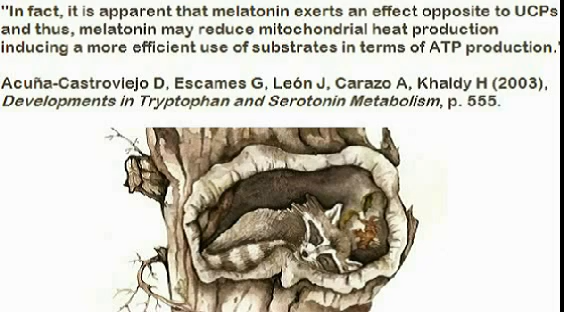 "In fact, it is apparent that melatonin exerts an effect opposite to UCPs
and thus, melatonin may reduce mitochondrial heat production
inducing a more efficient use of substrates in terms of ATP production."
Acuña-Castroviejo D, Escames G, León J, Carazo A, Khaldy H (2003),
Developments in Tryptophan and Serotonin Metabolism, p. 555.